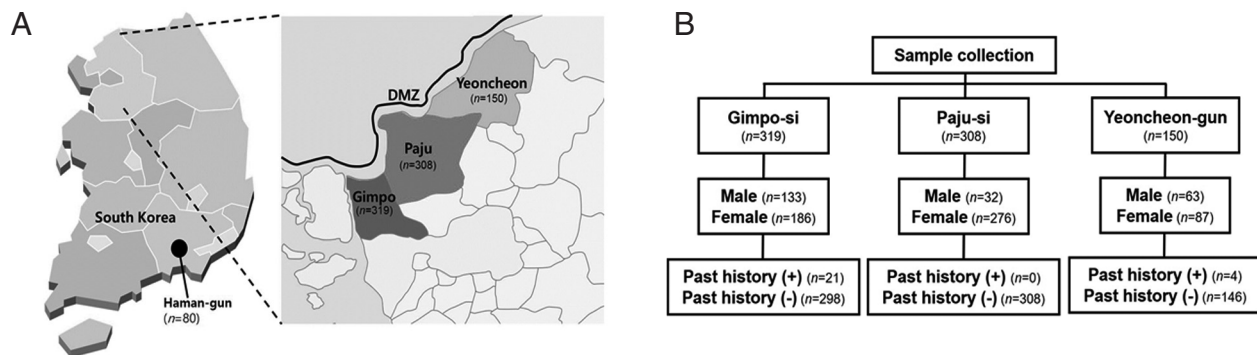 A
DMZ
Yeoncheon
(n=150)
Paju
(n=308)
Gimpo
(n=319)
South Korea
Haman-gun
(n=80)
B
Sample collection
Gimpo-si
(n=319)
Paju-si
(n=308)
Yeoncheon-gun
(n=150)
Male (n=133)
Female (n=186)
Male (n=32)
Female (n=276)
Male (n=63)
Female (n=87)
Past history (+) (n=21)
Past history (-) (n=298)
Past history (+) (n=0)
Past history (-) (n=308)
Past history (+) (n=4)
Past history (-) (n=146)